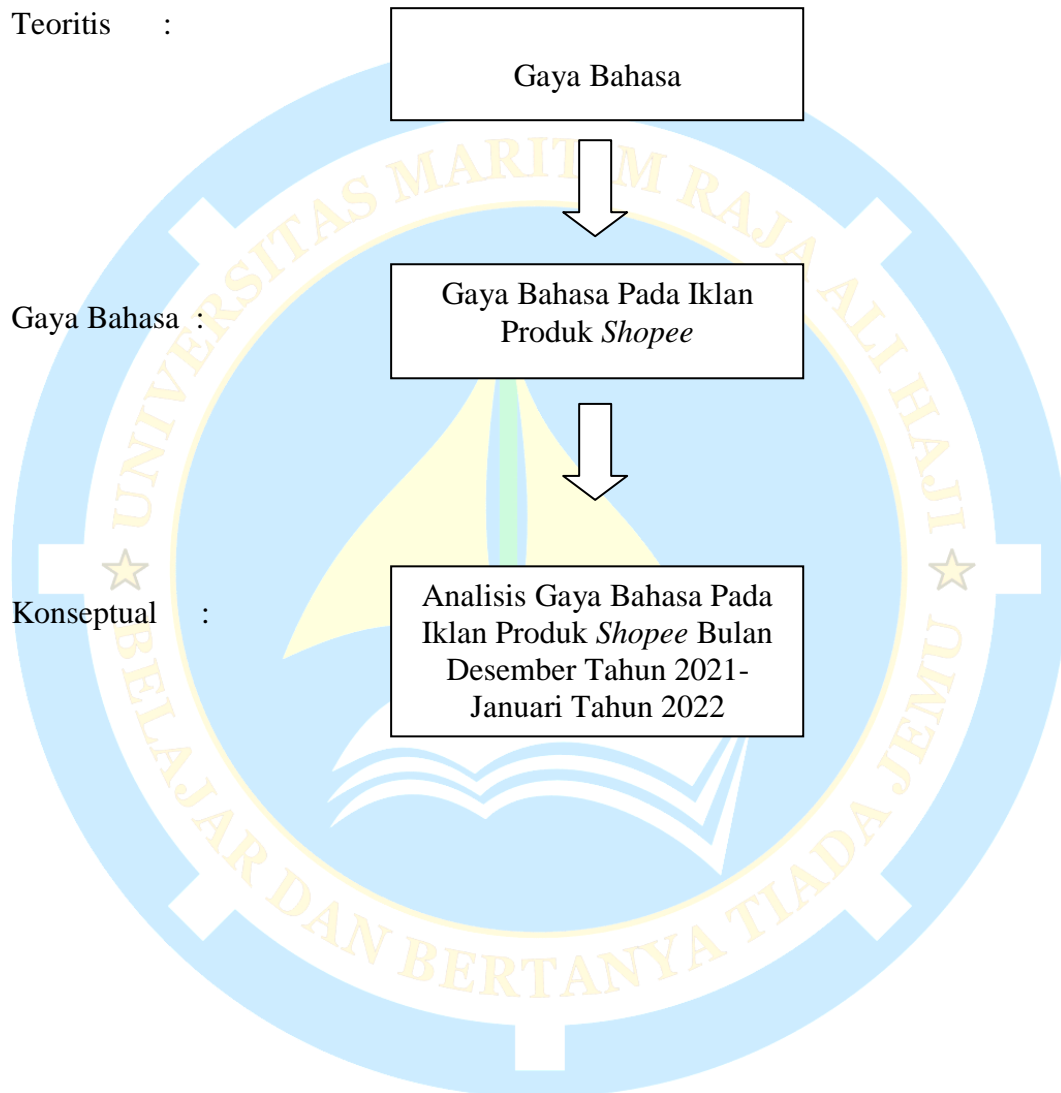 Teoritis :
Gaya Bahasa
Gaya Bahasa :
Gaya Bahasa Pada Iklan
Produk Shopee
Konseptual :
Analisis Gaya Bahasa Pada
Iklan Produk Shopee Bulan
Desember Tahun 2021-
Januari Tahun 2022
UNIVERSITAS MARITIM RAJA ALI HAJI
BELAJAR DAN BERTANYA TIADA JEMU